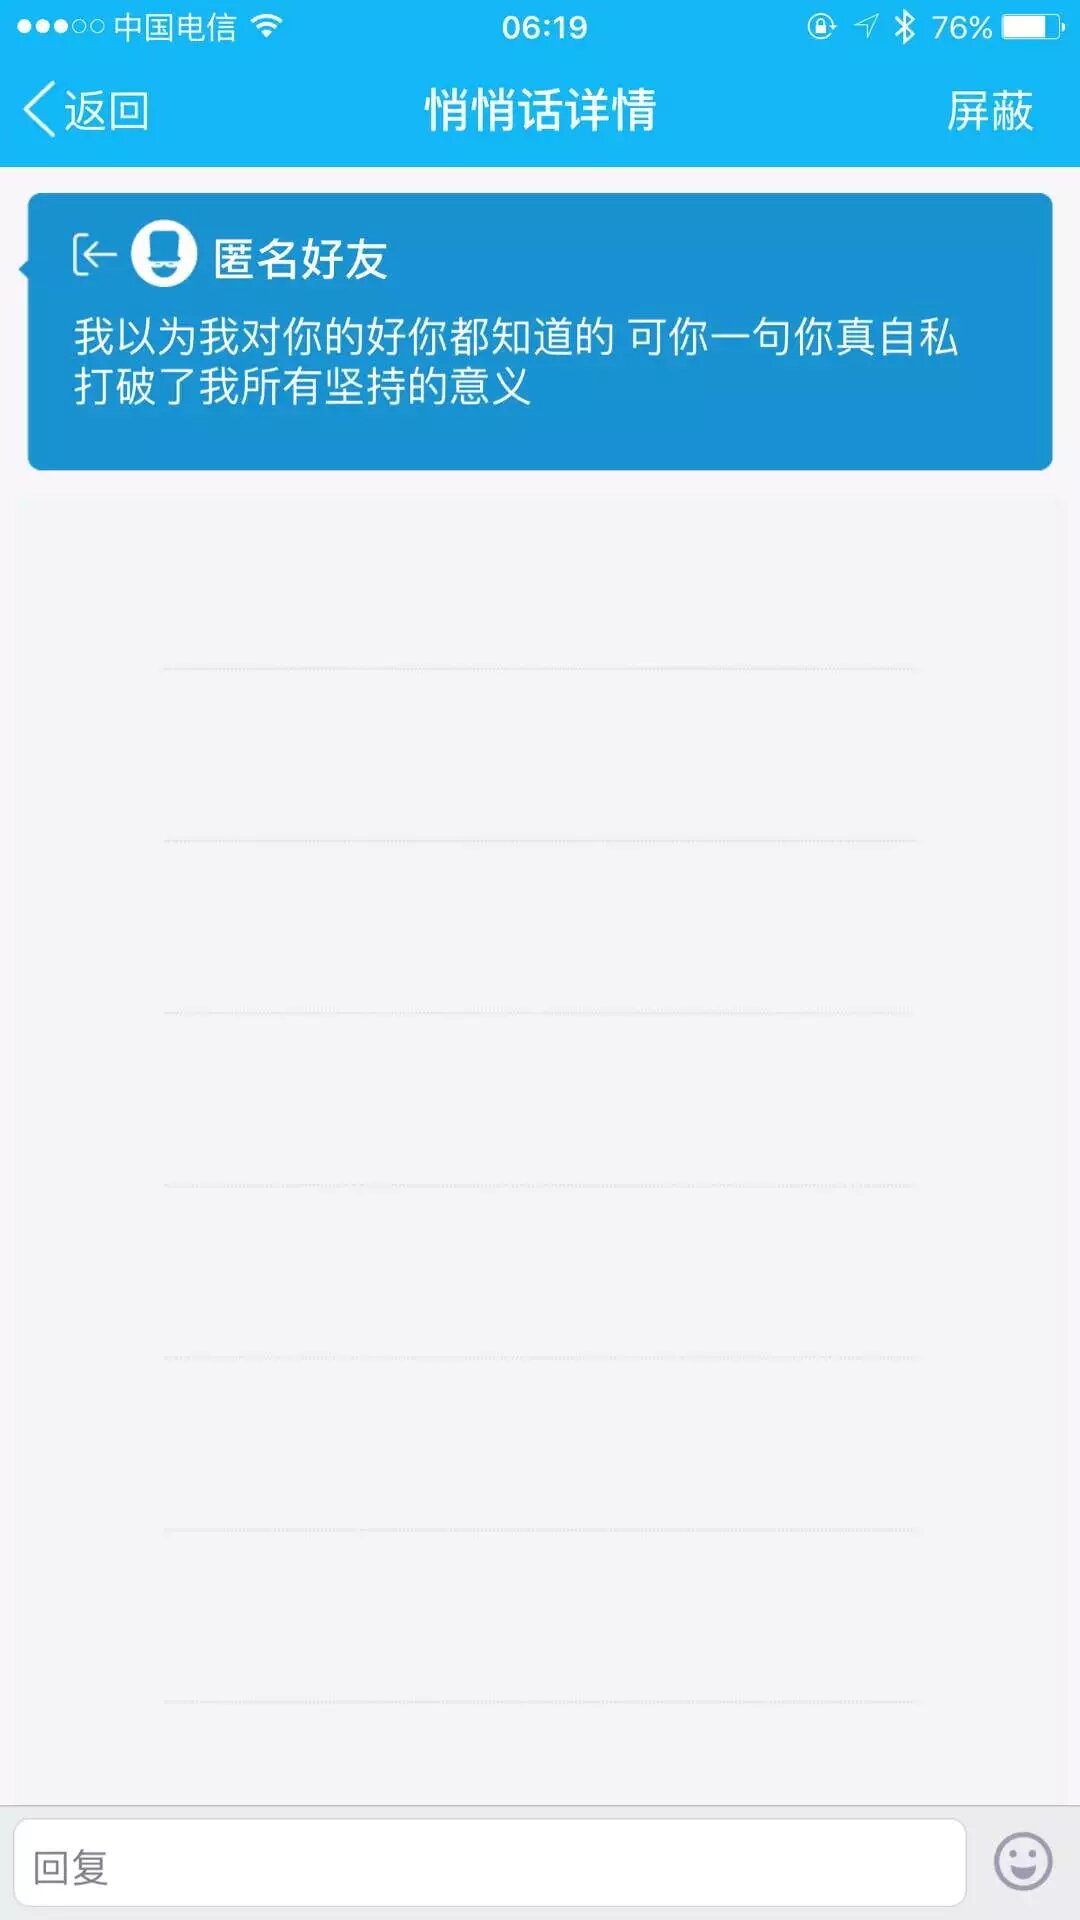 中国电信 06:19 76%
返回 悄悄话详情 屏蔽
匿名好友
我以为我对你的好你都知道的 可你一句你真自私
打破了我所有坚持的意义
回复